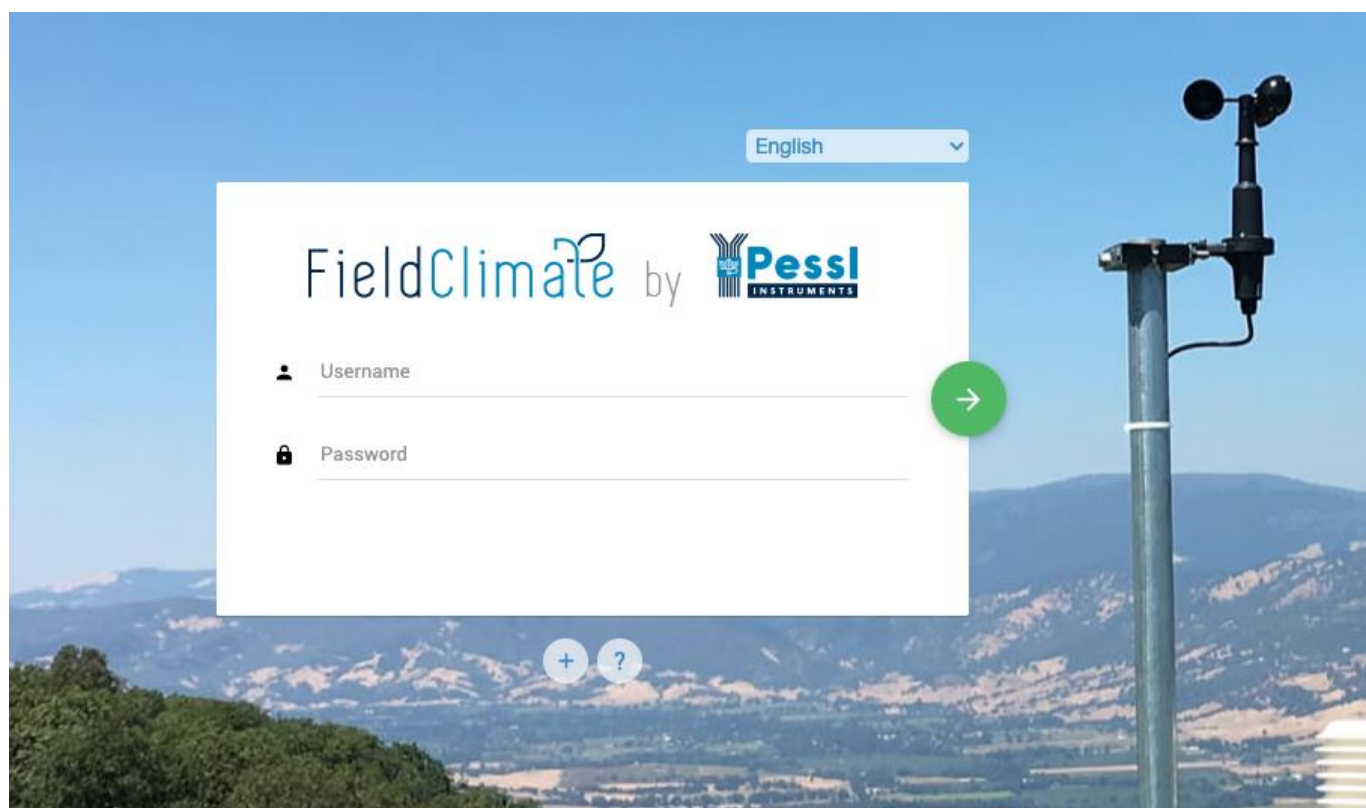 English
FieldClimate by Pessl
INSTRUMENTS
Username
Password
+ ?